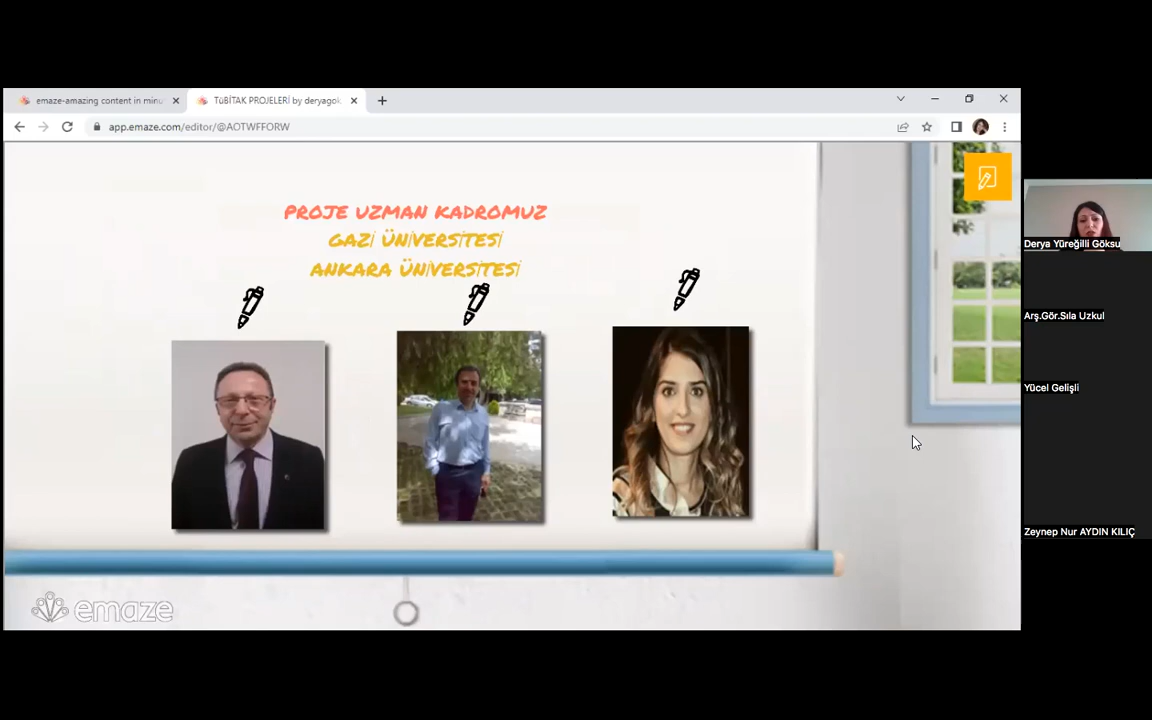 emaze-amazing content in minu
TüBİTAK PROJELERİ by deryagok
app.emaze.com/editor/@AOTWFFORW
PROJE UZMAN KADROMUZ
GAZİ ÜNİVERSİTESİ
ANKARA ÜNİVERSİTESİ
emaze
Derya Yüreğilli Göksu
Arş.Gör.Sıla Uzkul
Yücel Gelişli
Zeynep Nur AYDIN KILIÇ